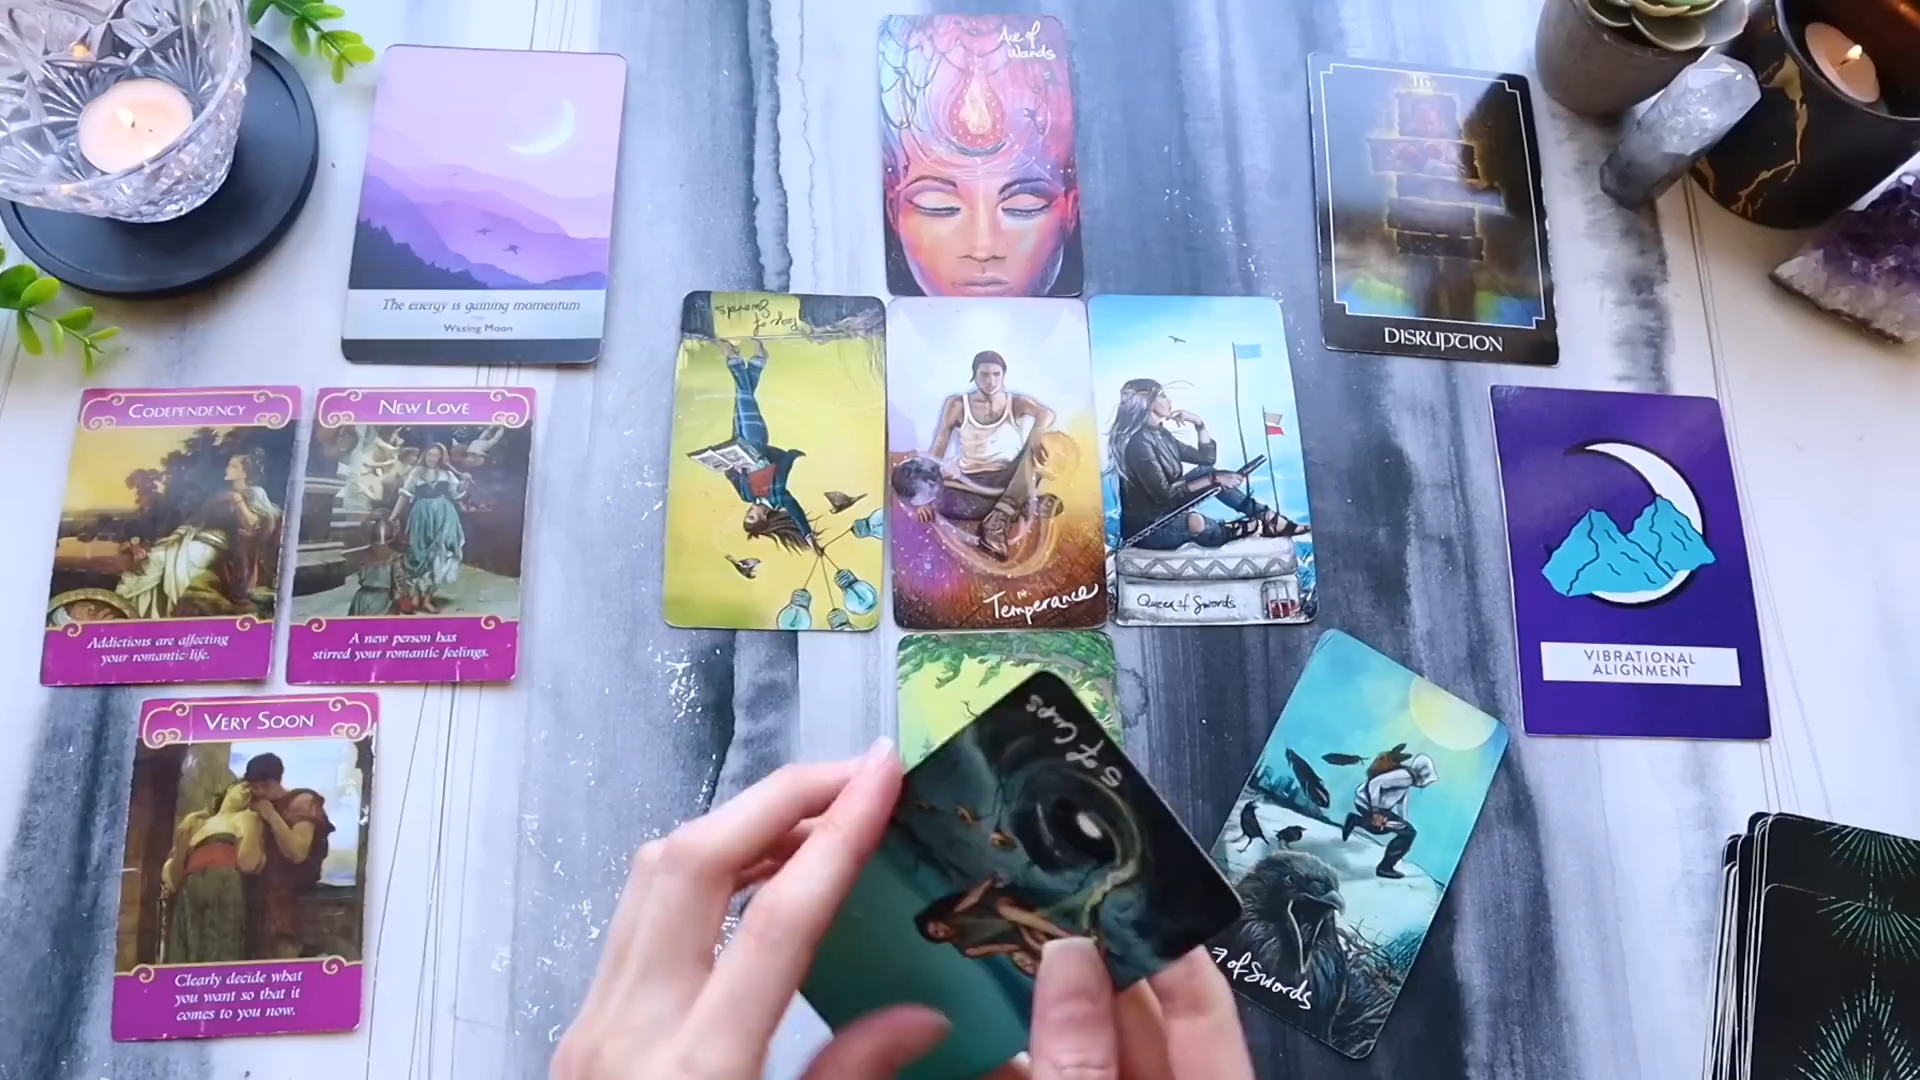 Ace of
Wands
16
The energy is gaining momentum
Waxing Moon
Page of
Swords
DISRUPTION
CODEPENDENCY
NEW LOVE
Temperance
Queen of Swords
Addictions are affecting
your romantic life.
A new person has
stirred your romantic feelings.
VIBRATIONAL
ALIGNMENT
VERY SOON
5 of Cups
Clearly decide what
you want so that it
comes to you now.
7 of Swords